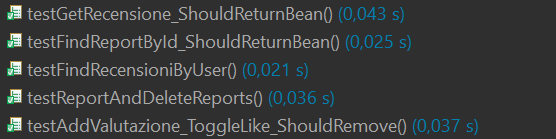 testGetRecensione_ShouldReturnBean() (0,043 s)
testFindReportById_ShouldReturnBean() (0,025 s)
testFindRecensioniByUser() (0,021 s)
testReportAndDeleteReports() (0,036 s)
testAddValutazione_ToggleLike_ShouldRemove() (0,037 s)